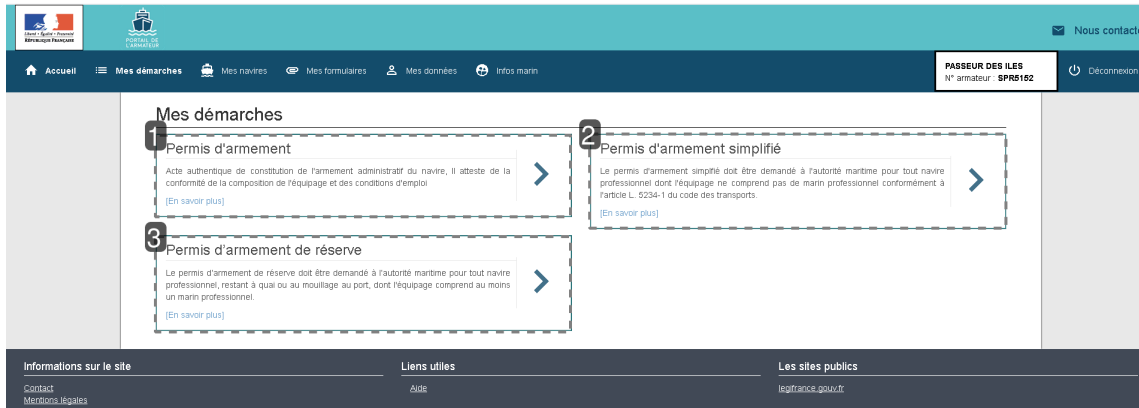 Liberté • Égalité • Fraternité
RÉPUBLIQUE FRANÇAISE
PORTAIL DE
L'ARMATEUR
Nous contacte
Accueil
Mes démarches
Mes navires
Mes formulaires
Mes données
Infos marin
PASSEUR DES ILES
N° armateur : SPR5152
Déconnexion
Mes démarches
1
Permis d'armement
Acte authentique de constitution de l'armement administratif du navire, Il atteste de la
conformité de la composition de l'équipage et des conditions d'emploi
[En savoir plus]
2
Permis d'armement simplifié
Le permis d'armement simplifié doit être demandé à l'autorité maritime pour tout navire
professionnel dont l'équipage ne comprend pas de marin professionnel conformément à
l'article L. 5234-1 du code des transports.
[En savoir plus]
3
Permis d'armement de réserve
Le permis d'armement de réserve doit être demandé à l'autorité maritime pour tout navire
professionnel, restant à quai ou au mouillage au port, dont l'équipage comprend au moins
un marin professionnel.
[En savoir plus]
Informations sur le site
Contact
Mentions légales
Liens utiles
Aide
Les sites publics
legifrance.gouv.fr